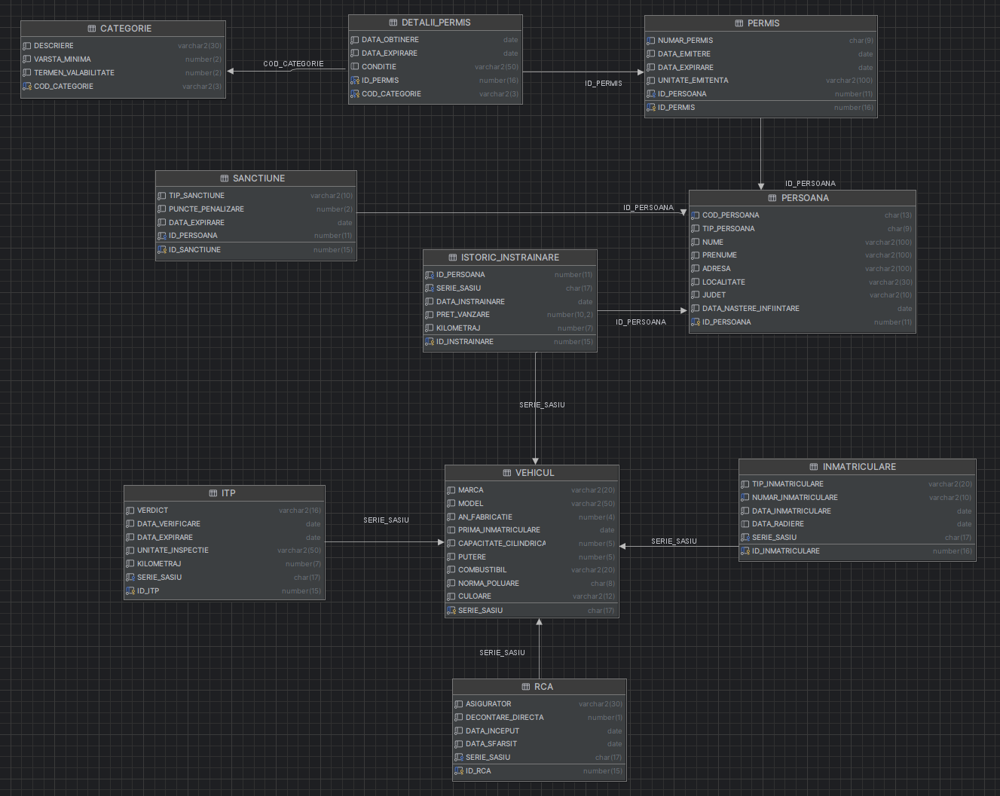 CATEGORIE
DESCRIERE varchar2(30)
VARSTA_MINIMA number(2)
TERMEN_VALABILITATE number(2)
COD_CATEGORIE varchar2(3)
COD_CATEGORIE
DETALII_PERMIS
DATA_OBTINERE date
DATA_EXPIRARE date
CONDITIE varchar2(50)
ID_PERMIS number(16)
COD_CATEGORIE varchar2(3)
ID_PERMIS
PERMIS
NUMAR_PERMIS char(9)
DATA_EMITERE date
DATA_EXPIRARE date
UNITATE_EMITENTA varchar2(100)
ID_PERSOANA number(11)
ID_PERMIS number(16)
ID_PERSOANA
SANCTIUNE
TIP_SANCTIUNE varchar2(10)
PUNCTE_PENALIZARE number(2)
DATA_EXPIRARE date
ID_PERSOANA number(11)
ID_SANCTIUNE number(15)
ID_PERSOANA
PERSOANA
COD_PERSOANA char(13)
TIP_PERSOANA char(9)
NUME varchar2(100)
PRENUME varchar2(100)
ADRESA varchar2(100)
LOCALITATE varchar2(30)
JUDET varchar2(10)
DATA_NASTERE_INFIINTARE date
ID_PERSOANA number(11)
ISTORIC_INSTRAINARE
ID_PERSOANA number(11)
SERIE_SASIU char(17)
DATA_INSTRAINARE date
PRET_VANZARE number(10,2)
KILOMETRAJ number(7)
ID_INSTRAINARE number(15)
ID_PERSOANA
SERIE_SASIU
ITP
VERDICT varchar2(16)
DATA_VERIFICARE date
DATA_EXPIRARE date
UNITATE_INSPECTIE varchar2(50)
KILOMETRAJ number(7)
SERIE_SASIU char(17)
ID_ITP number(15)
SERIE_SASIU
VEHICUL
MARCA varchar2(20)
MODEL varchar2(50)
AN_FABRICATIE number(4)
PRIMA_INMATRICULARE date
CAPACITATE_CILINDRICA number(5)
PUTERE number(5)
COMBUSTIBIL varchar2(20)
NORMA_POLUARE char(8)
CULOARE varchar2(12)
SERIE_SASIU char(17)
SERIE_SASIU
INMATRICULARE
TIP_INMATRICULARE varchar2(20)
NUMAR_INMATRICULARE varchar2(10)
DATA_INMATRICULARE date
DATA_RADIERE date
SERIE_SASIU char(17)
ID_INMATRICULARE number(16)
SERIE_SASIU
RCA
ASIGURATOR varchar2(30)
DECONTARE_DIRECTA number(1)
DATA_INCEPUT date
DATA_SFARSIT date
SERIE_SASIU char(17)
ID_RCA number(15)